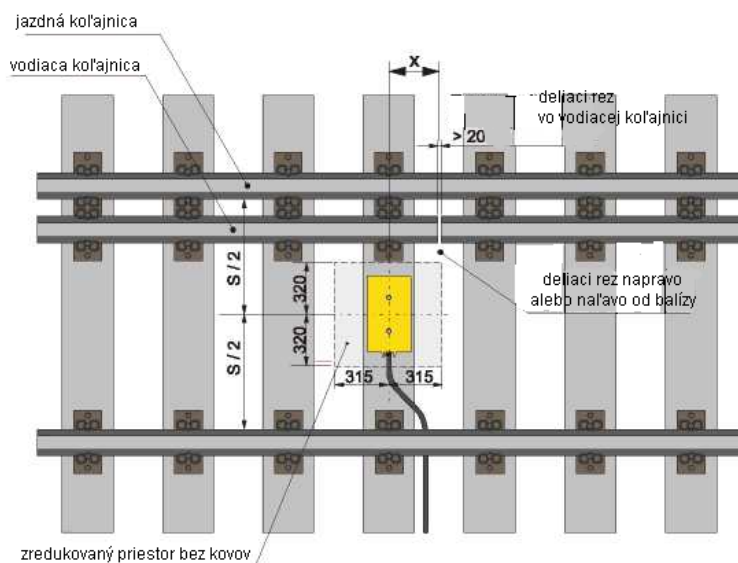 jazdná koľajnica
vodiaca koľajnica
X
deliaci rez
vo vodiacej koľajnici
> 20
S / 2
320
deliaci rez napravo
alebo naľavo od balízy
320
S / 2
315
315
zredukovaný priestor bez kovov